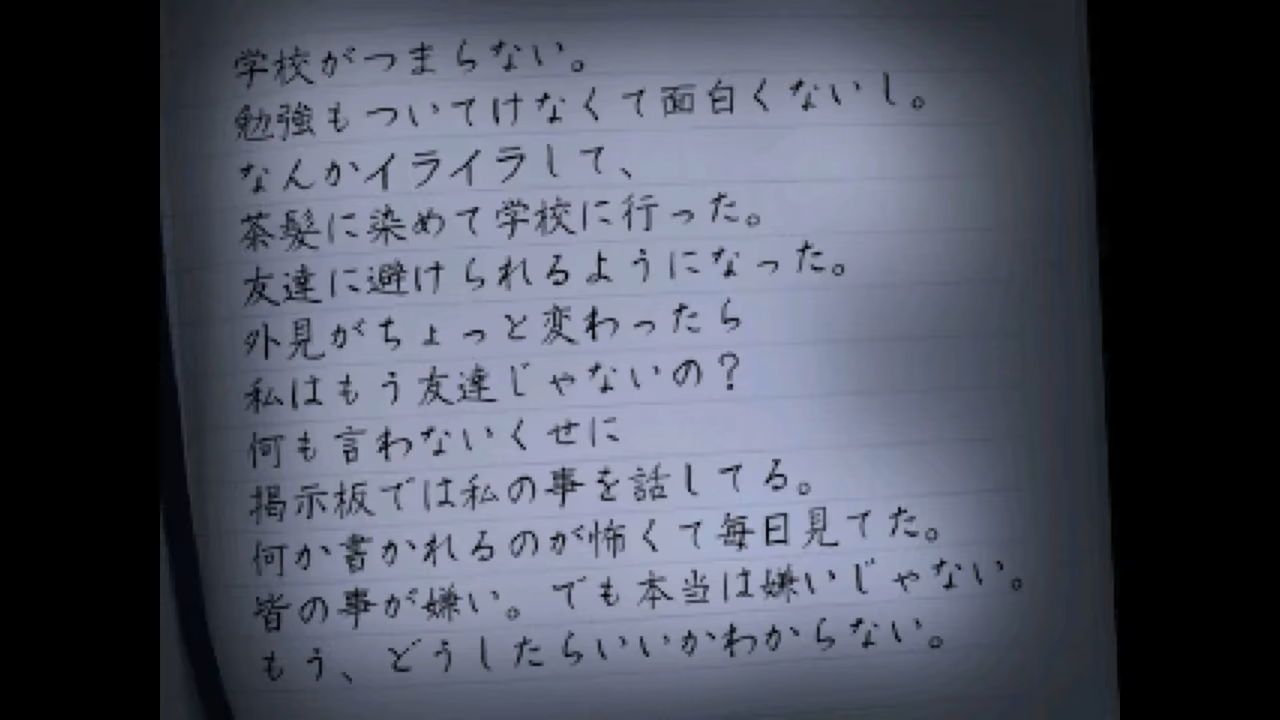 学校がつまらない。
勉強もついてけなくて面白くないし。
なんかイライラして、
茶髪に染めて学校に行った。
友達に避けられるようになった。
外見がちょっと変わったら
私はもう友達じゃないの？
何も言わないくせに
掲示板では私の事を話してる。
何か書かれるのが怖くて毎日見てた。
皆の事が嫌い。でも本当は嫌いじゃない。
もう、どうしたらいいかわからない。